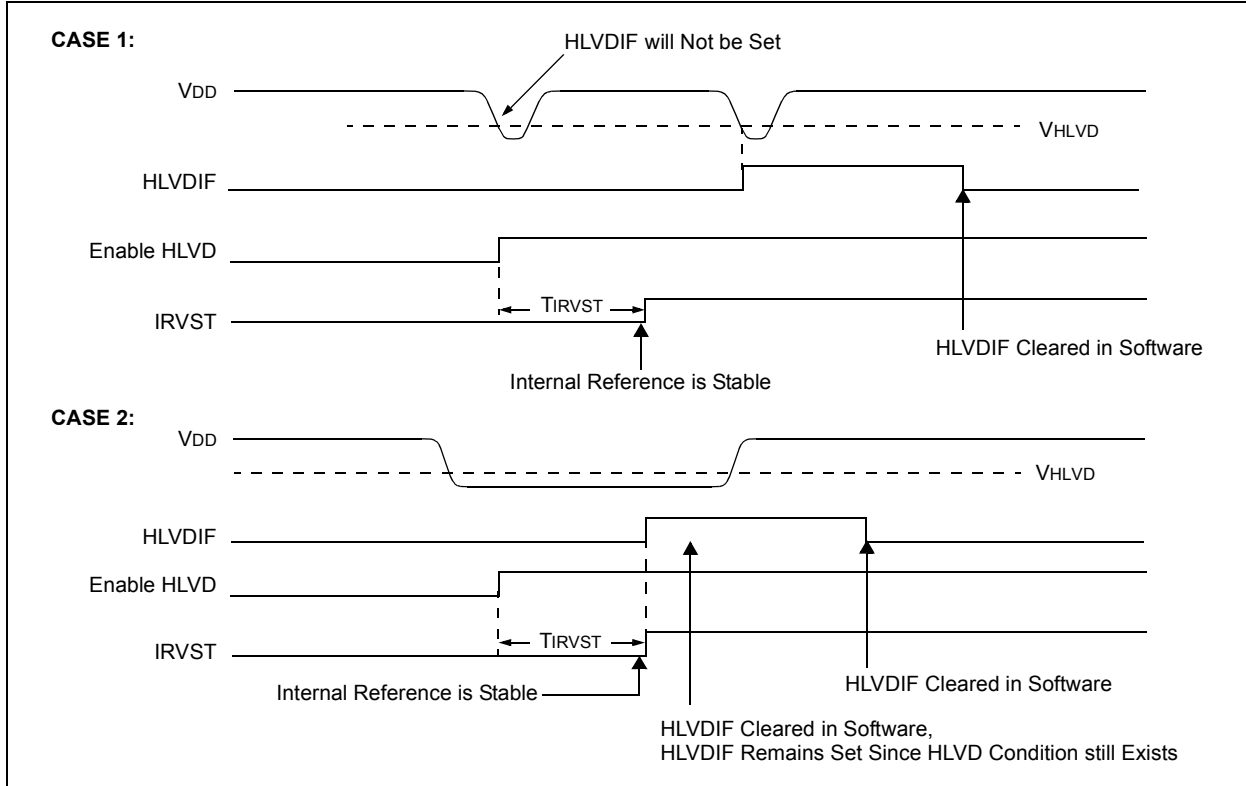 CASE 1:
HLVDIF will Not be Set
VDD
VHLVD
HLVDIF
Enable HLVD
TIRVST
IRVST
HLVDIF Cleared in Software
Internal Reference is Stable
CASE 2:
VDD
VHLVD
HLVDIF
Enable HLVD
TIRVST
IRVST
Internal Reference is Stable
HLVDIF Cleared in Software
HLVDIF Cleared in Software,
HLVDIF Remains Set Since HLVD Condition still Exists